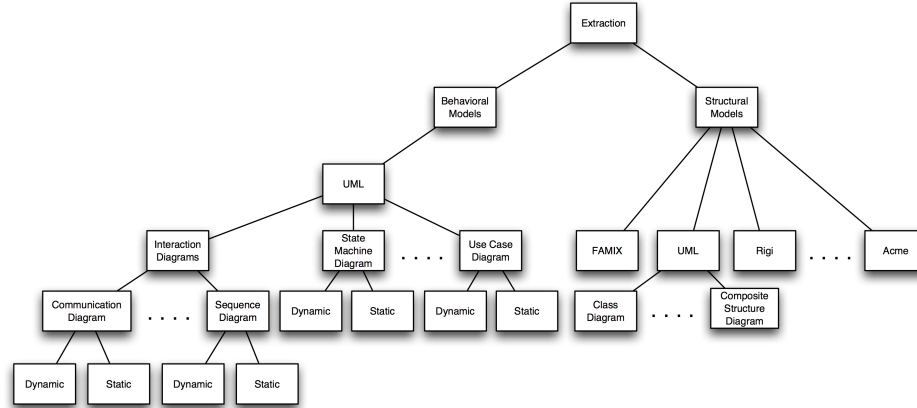 Extraction
Behavioral
Models
Structural
Models
UML
Interaction
Diagrams
State
Machine
Diagram
. . . .
Use Case
Diagram
FAMIX
UML
Rigi
. . . .
Acme
Communication
Diagram
. . . .
Sequence
Diagram
Dynamic
Static
Dynamic
Static
Class
Diagram
. . . .
Composite
Structure
Diagram
Dynamic
Static
Dynamic
Static